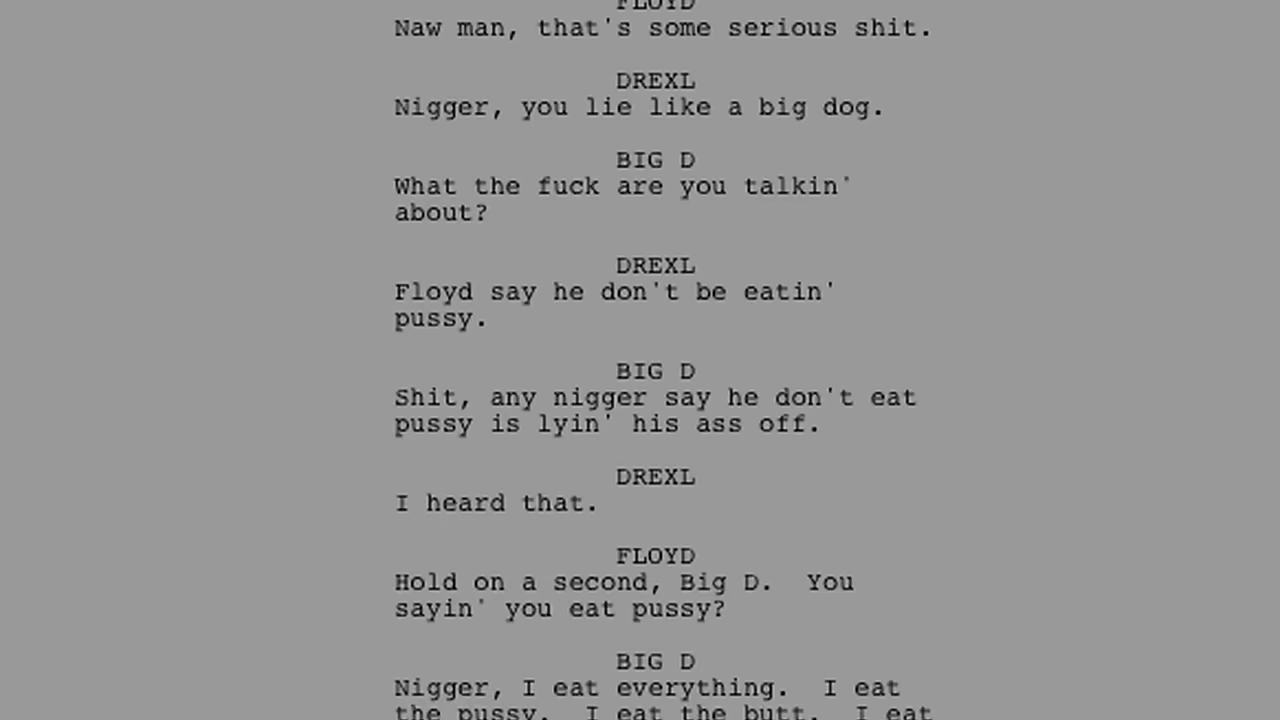 FLOYD
Naw man, that's some serious shit.
DREXL
Nigger, you lie like a big dog.
BIG D
What the fuck are you talkin'
about?
DREXL
Floyd say he don't be eatin'
pussy.
BIG D
Shit, any nigger say he don't eat
pussy is lyin' his ass off.
DREXL
I heard that.
FLOYD
Hold on a second, Big D.  You
sayin' you eat pussy?
BIG D
Nigger, I eat everything.  I eat
the pussy.  I eat the butt.  I eat